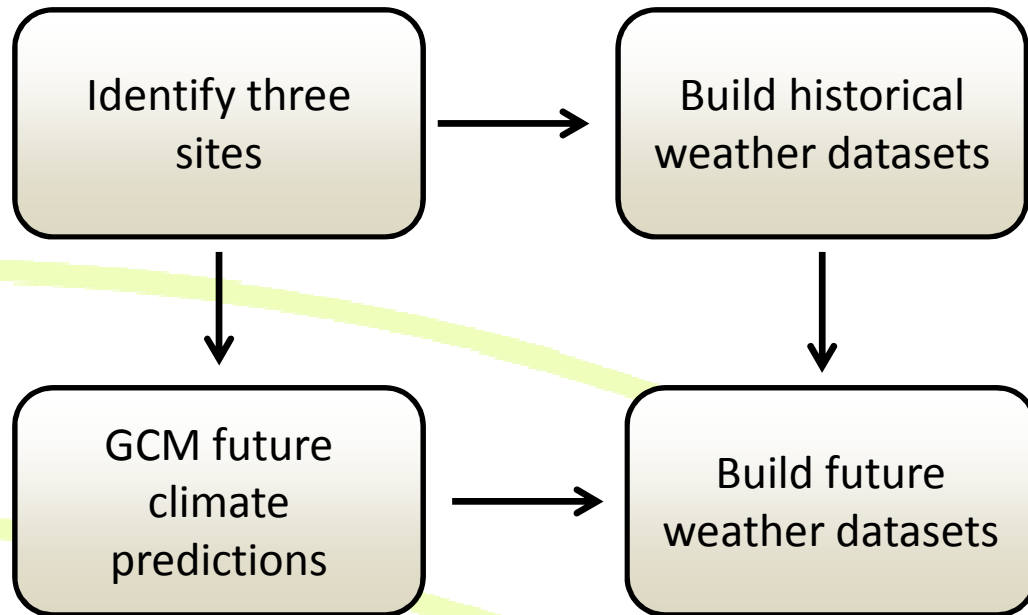 Identify three
sites
Build historical
weather datasets
GCM future
climate
predictions
Build future
weather datasets